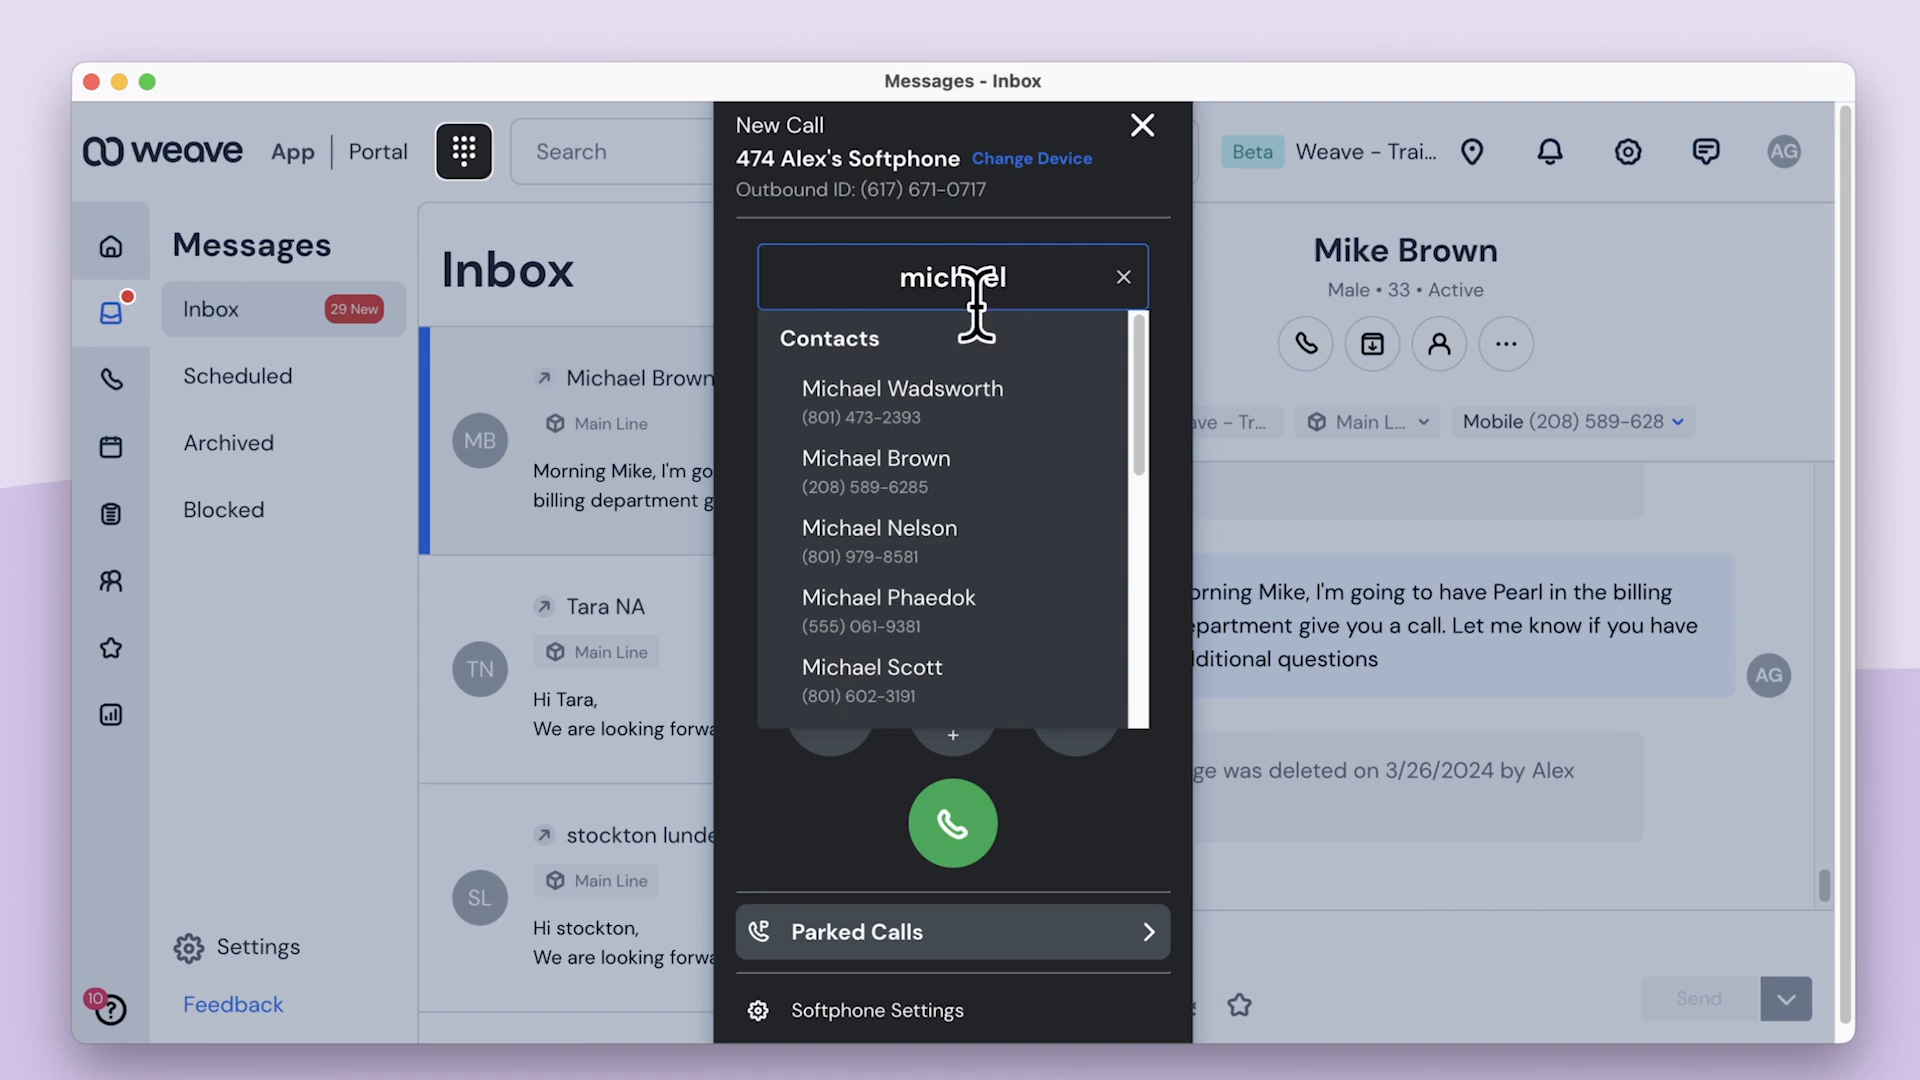 Messages - Inbox
weave
App
Portal
Search
Beta
Weave - Trai...
AG
Messages
Inbox
29 New
Scheduled
Archived
Blocked
Settings
Feedback
10
?
Inbox
MB
Michael Brown
Main Line
Morning Mike, I'm go
billing department g
TN
Tara NA
Main Line
Hi Tara,
We are looking forwa
SL
stockton lunde
Main Line
Hi stockton,
We are looking forwa
New Call
474 Alex's Softphone Change Device
Outbound ID: (617) 671-0717
michael
Contacts
Michael Wadsworth
(801) 473-2393
Michael Brown
(208) 589-6285
Michael Nelson
(801) 979-8581
Michael Phaedok
(555) 061-9381
Michael Scott
(801) 602-3191
+
Parked Calls
Softphone Settings
Mike Brown
Male • 33 • Active
ave - Tr...
Main L...
Mobile (208) 589-628
orning Mike, I'm going to have Pearl in the billing
epartment give you a call. Let me know if you have
dditional questions
AG
ge was deleted on 3/26/2024 by Alex
Send